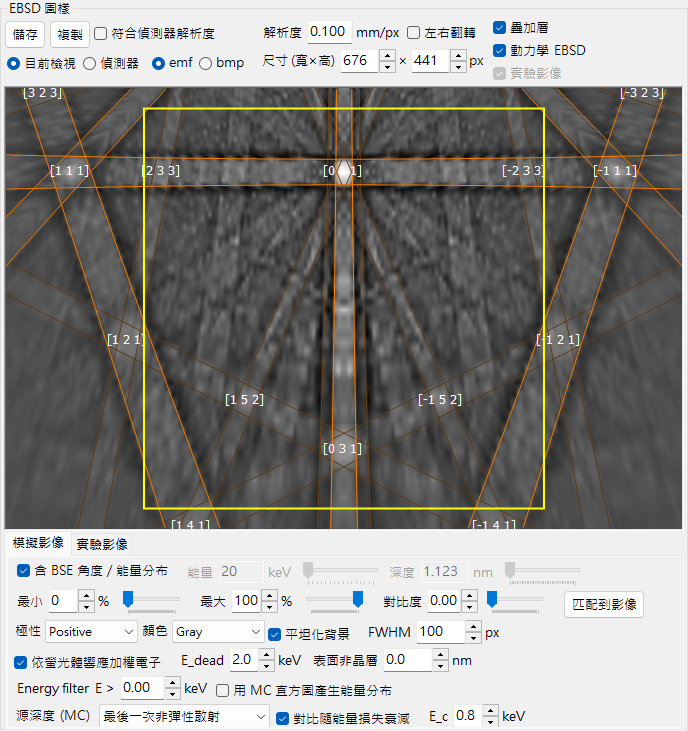 EBSD 圖樣
儲存 複製 符合偵測器解析度 解析度 0.100 mm/px 左右翻轉 疊加層
目前檢視 偵測器 emf bmp 尺寸 (寬×高) 676 × 441 px 動力學 EBSD
實驗影像
[3 2 3] [-3 2 3]
[1 1 1] [2 3 3] [-2 3 3] [-1 1 1]
[1 2 1] [-1 2 1]
[1 5 2] [-1 5 2]
[0 3 1]
[1 4 1] [-1 4 1]
模擬影像 實驗影像
含 BSE 角度 / 能量分布 能量 20 keV 深度 1.123 nm
最小 0 % 最大 100 % 對比度 0.00 匹配到影像
極性 Positive 顏色 Gray 平坦化背景 FWHM 100 px
依螢光體響應加權電子 E_dead 2.0 keV 表面非晶層 0.0 nm
Energy filter E > 0.00 keV 用 MC 直方圖產生能量分布
源深度 (MC) 最後一次非彈性散射 對比隨能量損失衰減 E_c 0.8 keV